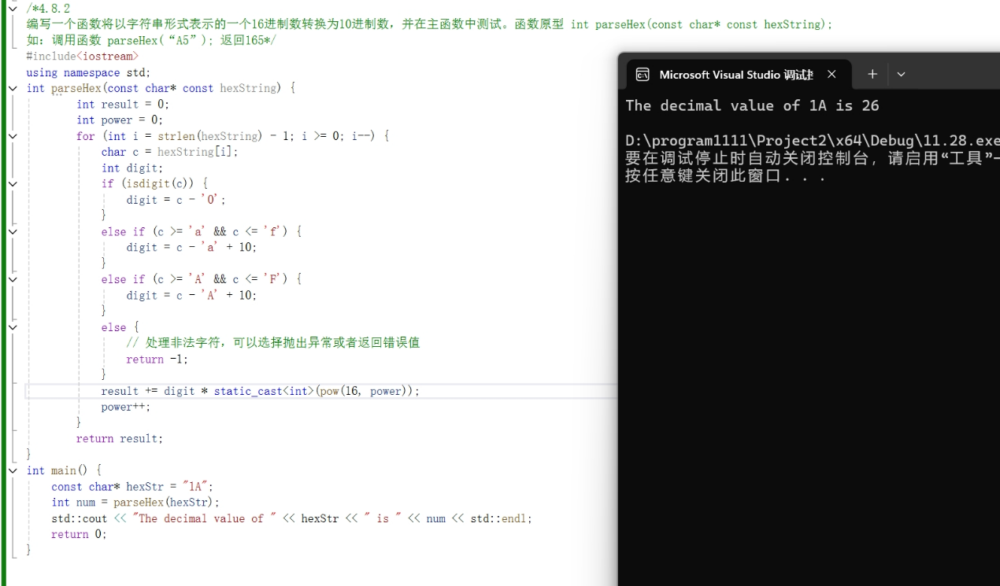 /*4.8.2
编写一个函数将以字符串形式表示的一个16进制数转换为10进制数，并在主函数中测试。函数原型 int parseHex(const char* const hexString);
如：调用函数 parseHex(“A5”); 返回165*/
#include<iostream>
using namespace std;
int parseHex(const char* const hexString) {
int result = 0;
int power = 0;
for (int i = strlen(hexString) - 1; i >= 0; i--) {
char c = hexString[i];
int digit;
if (isdigit(c)) {
digit = c - '0';
}
else if (c >= 'a' && c <= 'f') {
digit = c - 'a' + 10;
}
else if (c >= 'A' && c <= 'F') {
digit = c - 'A' + 10;
}
else {
// 处理非法字符，可以选择抛出异常或者返回错误值
return -1;
}
result += digit * static_cast<int>(pow(16, power));
power++;
}
return result;
}
int main() {
const char* hexStr = "1A";
int num = parseHex(hexStr);
std::cout << "The decimal value of " << hexStr << " is " << num << std::endl;
return 0;
}
Microsoft Visual Studio 调试
The decimal value of 1A is 26
D:\program1111\Project2\x64\Debug\11.28.exe
要在调试停止时自动关闭控制台，请启用“工具”
按任意键关闭此窗口. . .